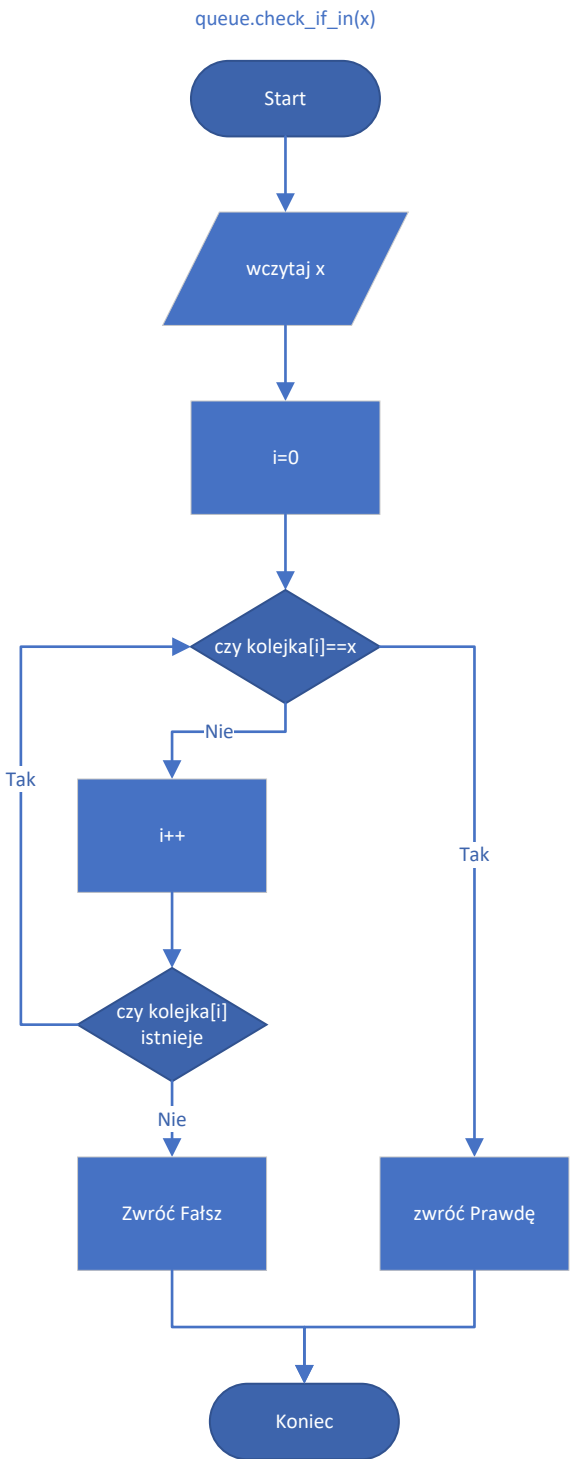 queue.check_if_in(x)
Start
wczytaj x
i=0
czy kolejka[i]==x
Nie
Tak
i++
Tak
czy kolejka[i]
istnieje
Nie
Zwróć Fałsz
zwróć Prawdę
Koniec